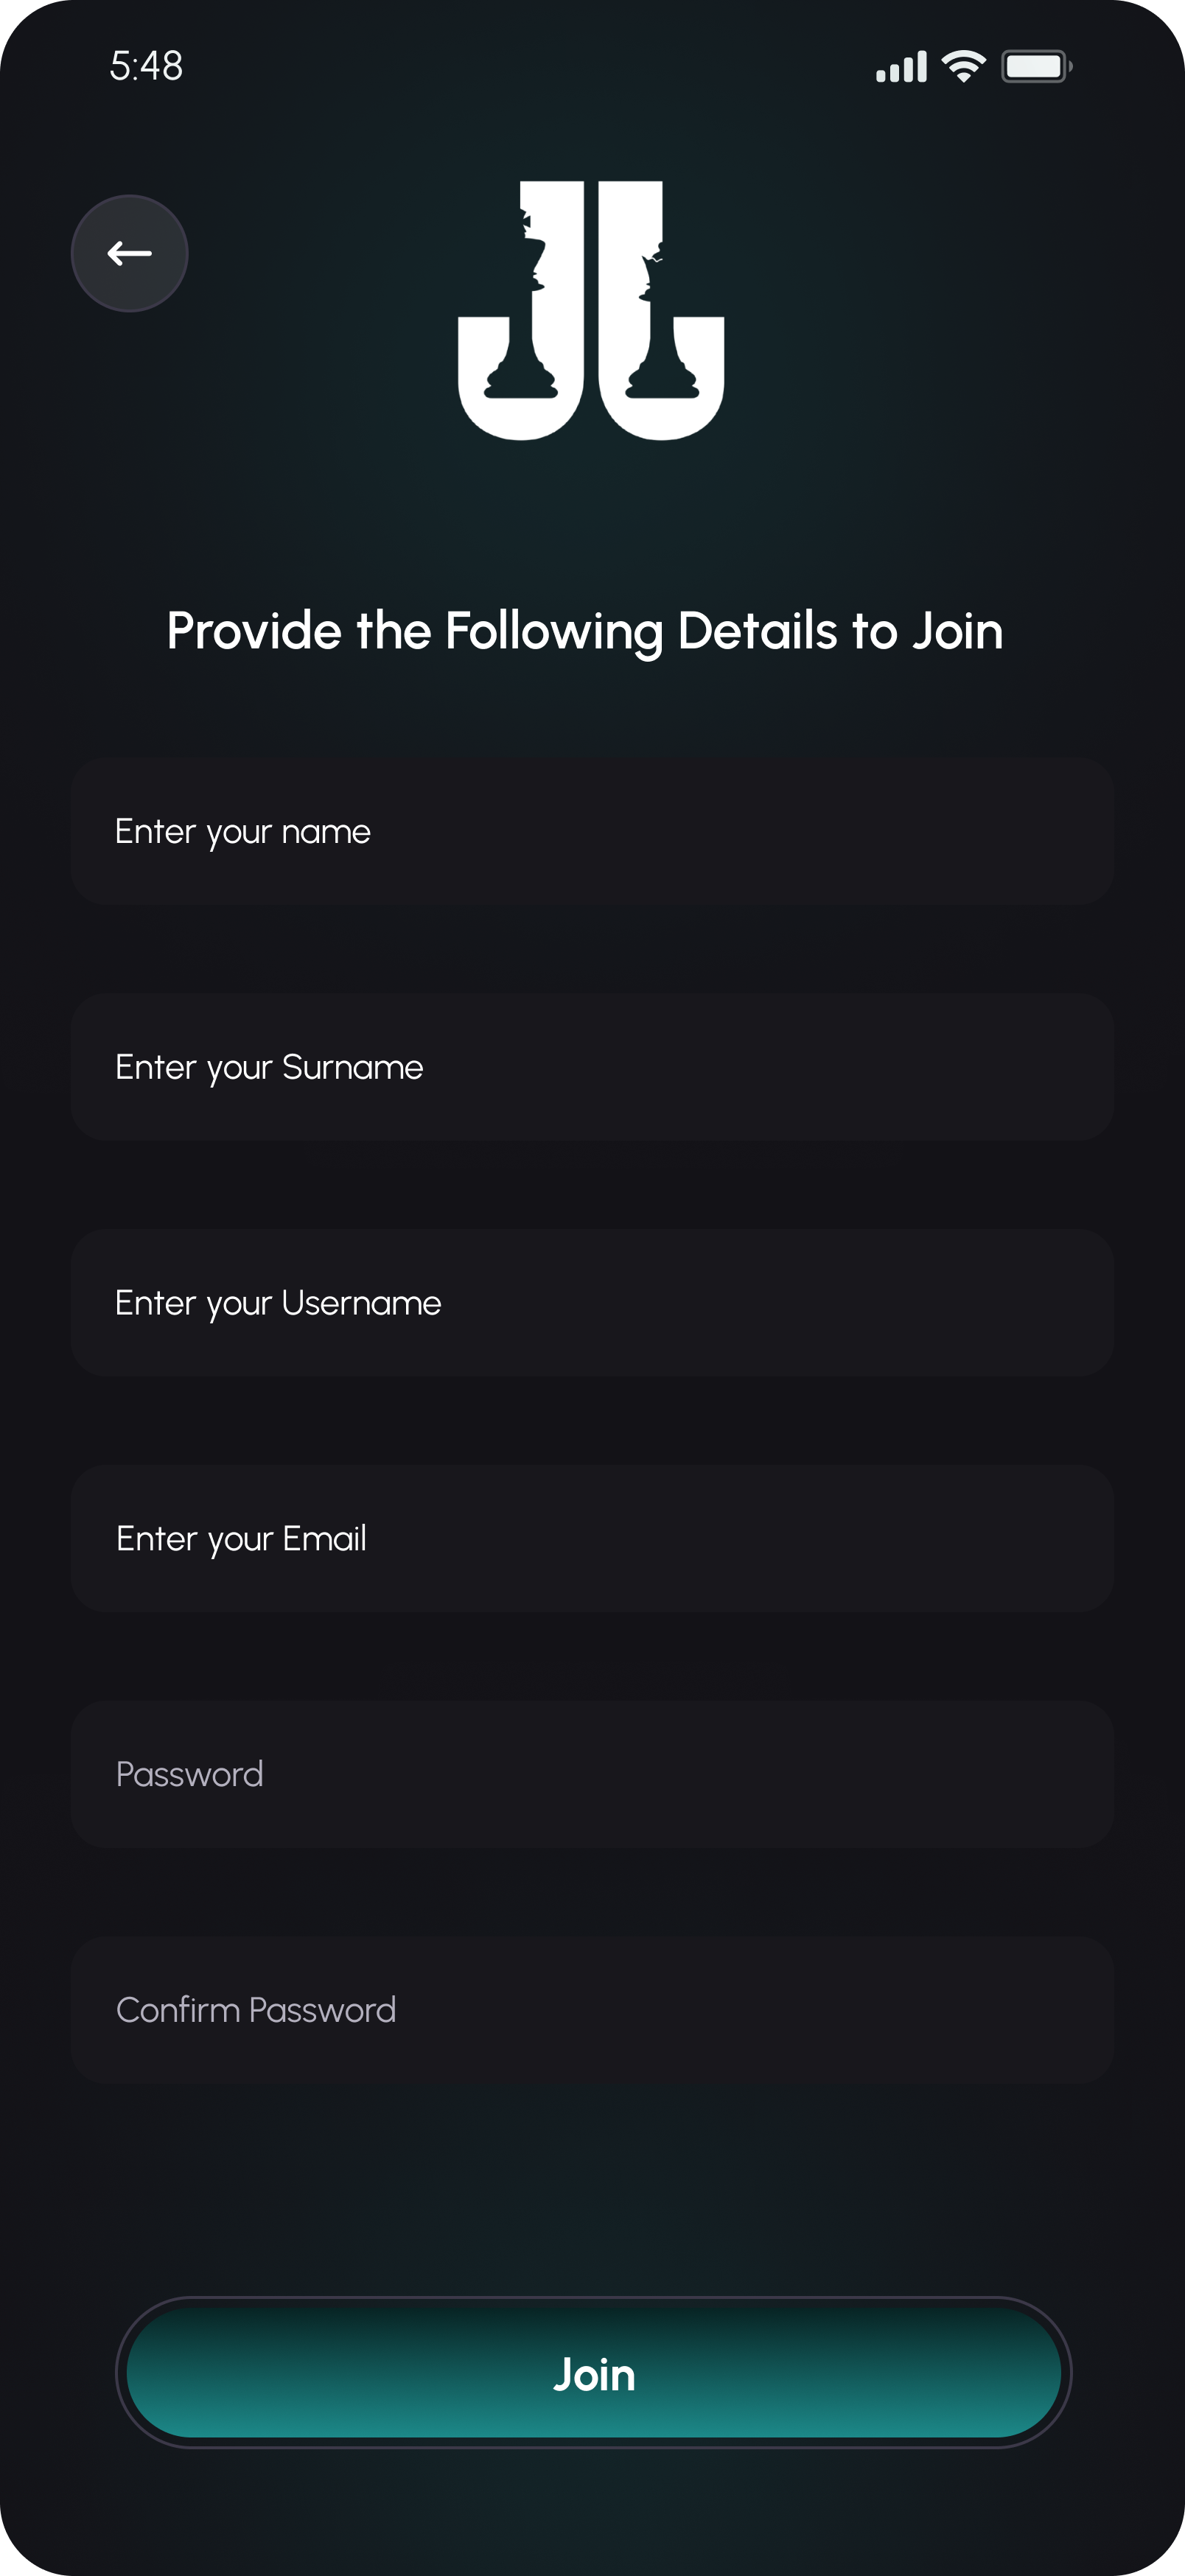 5:48
JJ
Provide the Following Details to Join
Enter your name
Enter your Surname
Enter your Username
Enter your Email
Password
Confirm Password
Join